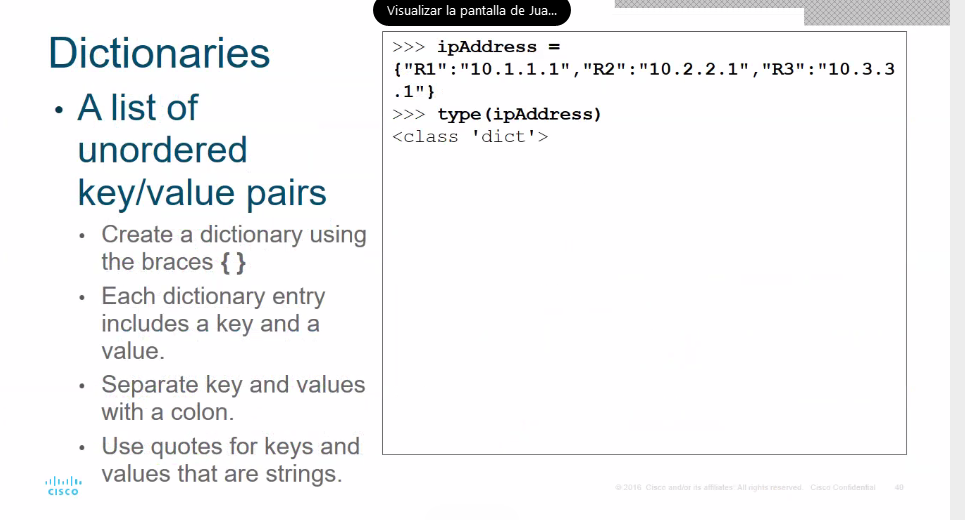 Visualizar la pantalla de Jua...
Dictionaries
• A list of
unordered
key/value pairs
• Create a dictionary using
the braces { }
• Each dictionary entry
includes a key and a
value.
• Separate key and values
with a colon.
• Use quotes for keys and
values that are strings.
>>> ipAddress =
{"R1":"10.1.1.1","R2":"10.2.2.1","R3":"10.3.3
.1"}
>>> type(ipAddress)
<class 'dict'>
CISCO
© 2016 Cisco and/or its affiliates. All rights reserved. Cisco Confidential 48